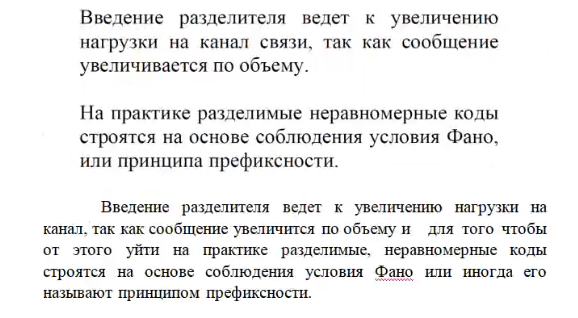 Введение разделителя ведет к увеличению
нагрузки на канал связи, так как сообщение
увеличивается по объему.
На практике разделимые неравномерные коды
строятся на основе соблюдения условия Фано,
или принципа префиксности.
Введение разделителя ведет к увеличению нагрузки на
канал, так как сообщение увеличится по объему и для того чтобы
от этого уйти на практике разделимые, неравномерные коды
строятся на основе соблюдения условия Фано или иногда его
называют принципом префиксности.